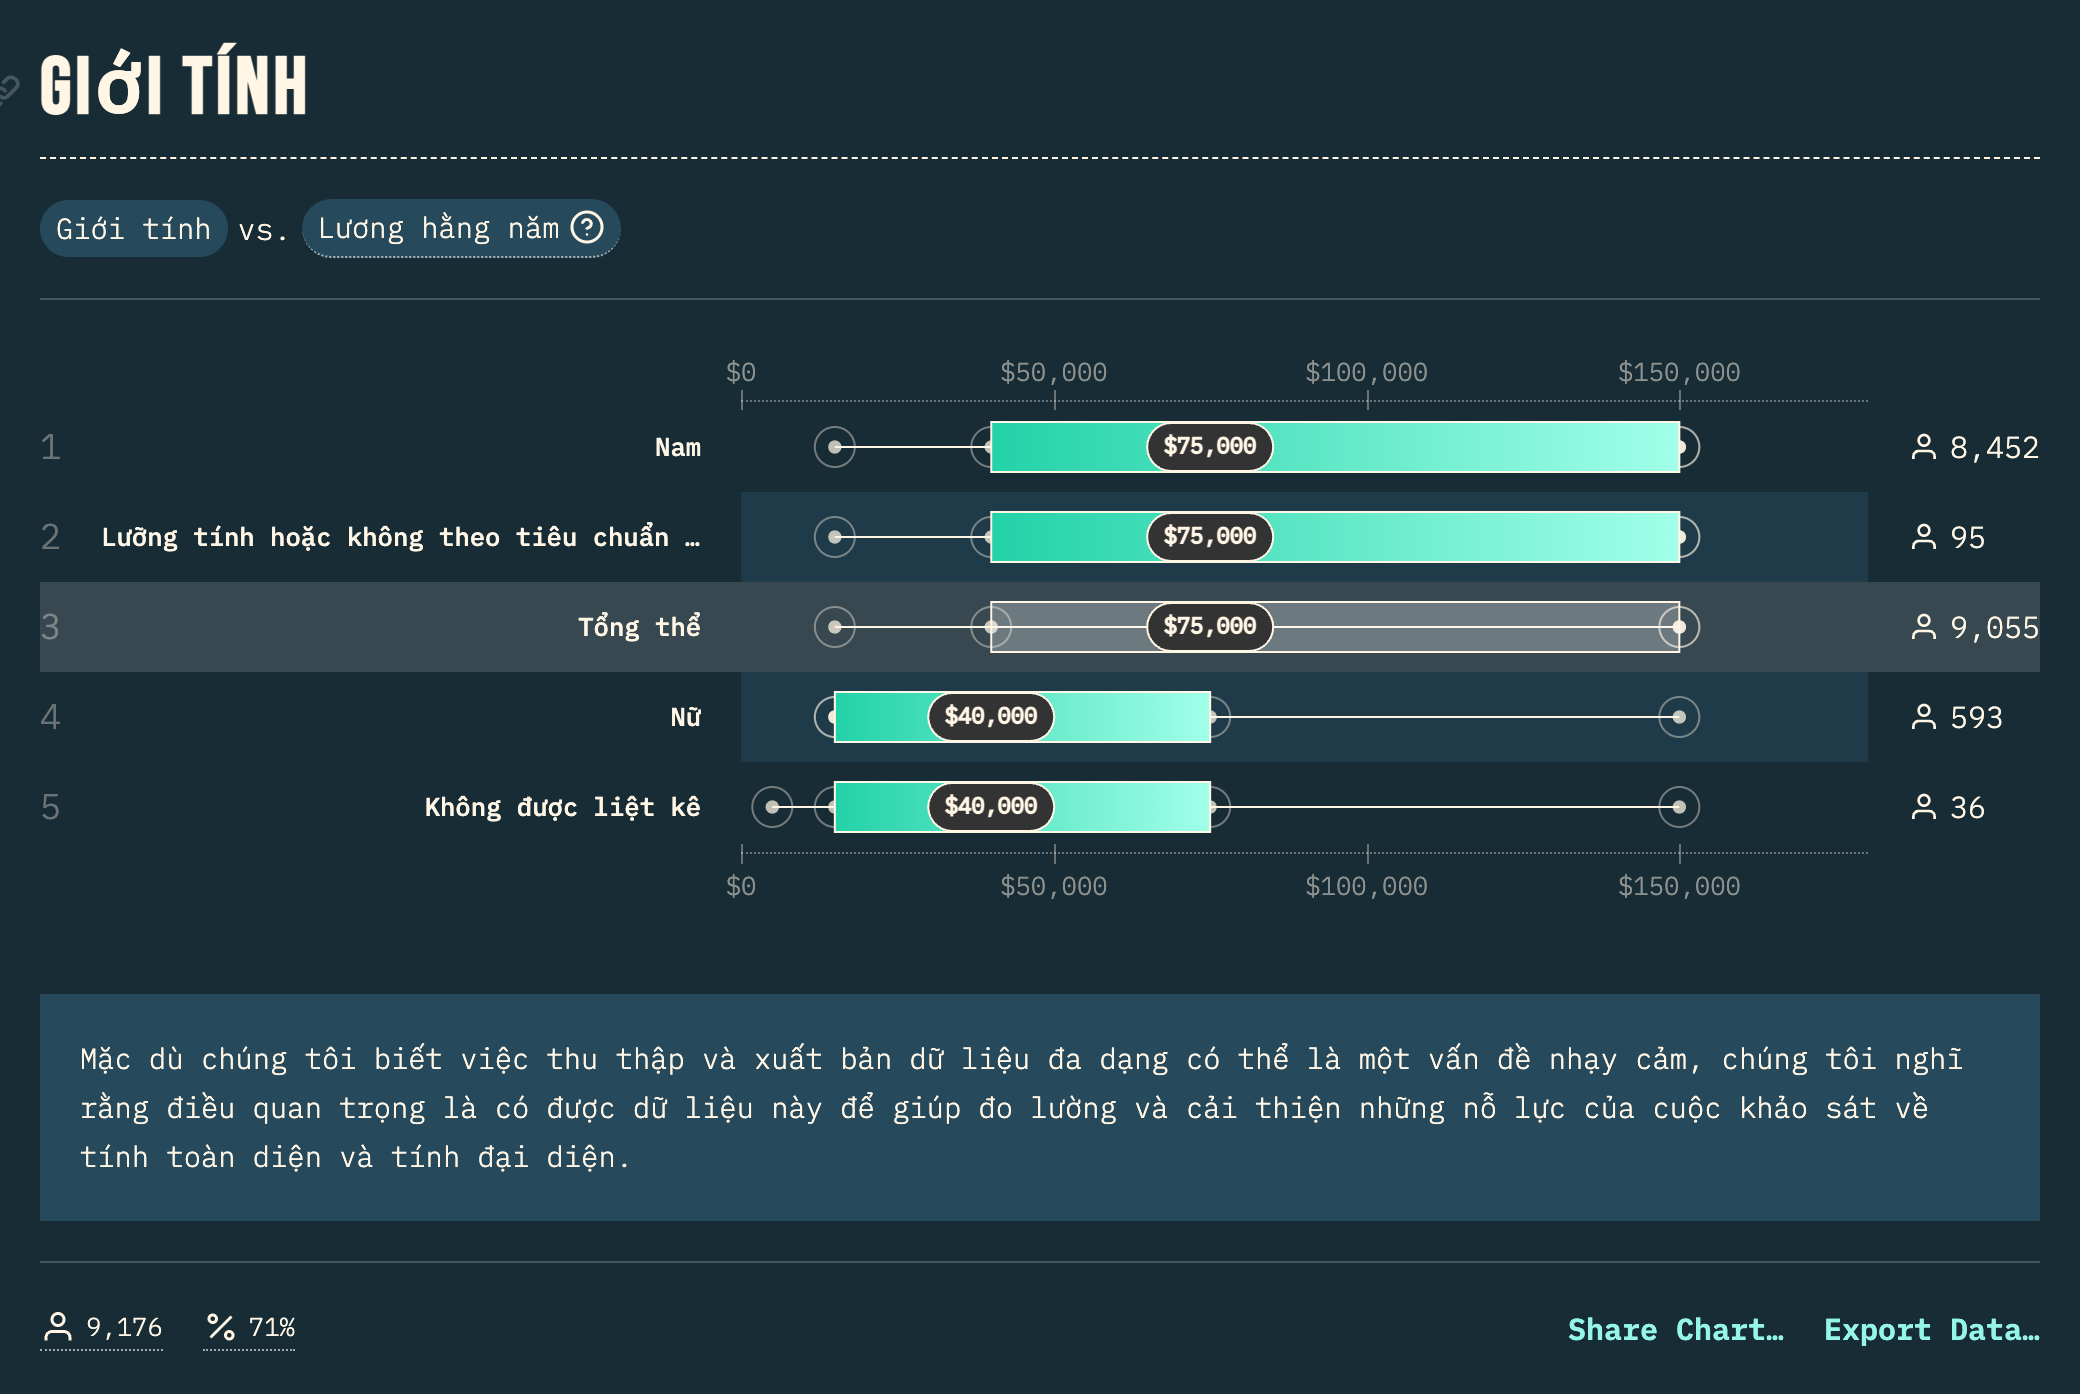 GIỚI TÍNH
Giới tính vs. Lương hằng năm ?
$0 $50,000 $100,000 $150,000
1 Nam $75,000 8,452
2 Lưỡng tính hoặc không theo tiêu chuẩn … $75,000 95
3 Tổng thể $75,000 9,055
4 Nữ $40,000 593
5 Không được liệt kê $40,000 36
$0 $50,000 $100,000 $150,000
Mặc dù chúng tôi biết việc thu thập và xuất bản dữ liệu đa dạng có thể là một vấn đề nhạy cảm, chúng tôi nghĩ
rằng điều quan trọng là có được dữ liệu này để giúp đo lường và cải thiện những nỗ lực của cuộc khảo sát về
tính toàn diện và tính đại diện.
9,176 % 71% Share Chart… Export Data…